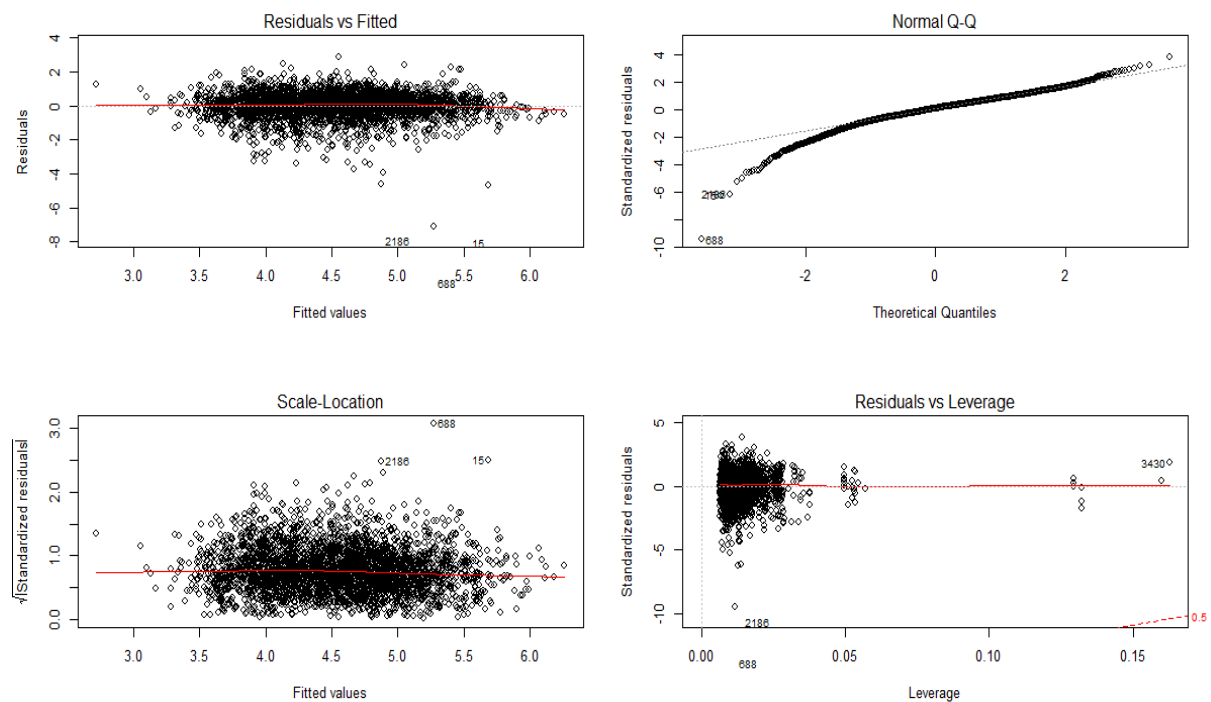 Residuals vs Fitted
Residuals
4
2
0
-2
-4
-6
-8
2186
15
688
3.0 3.5 4.0 4.5 5.0 5.5 6.0
Fitted values
Normal Q-Q
Standardized residuals
4
2
0
-2
-4
-6
-10
2186
688
-2 0 2
Theoretical Quantiles
Scale-Location
√|Standardized residuals|
3.0
2.0
1.0
0.0
688
2186
15
3.0 3.5 4.0 4.5 5.0 5.5 6.0
Fitted values
Residuals vs Leverage
Standardized residuals
5
0
-5
-10
3430
2186
688
0.5
0.00 0.05 0.10 0.15
Leverage